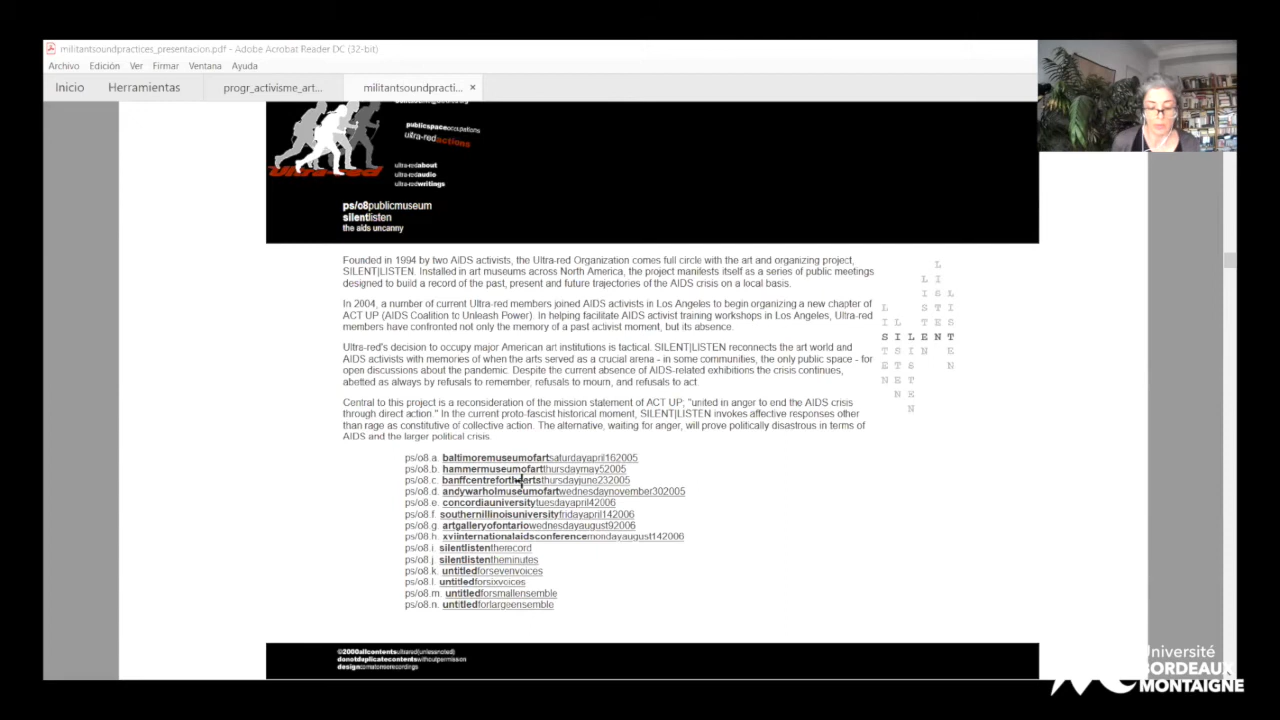 militantsoundpractices_presentacion.pdf - Adobe Acrobat Reader DC (32-bit)
Archivo Edición Ver Firmar Ventana Ayuda
Inicio Herramientas progr_activisme_art... militantsoundpracti... ×
publicspaceoccupations
ultra-redactions
ultra-redabout
ultra-redaudio
ultra-redwritings
ultra-red
ps/o8publicmuseum
silentlisten
the aids uncanny
Founded in 1994 by two AIDS activists, the Ultra-red Organization comes full circle with the art and organizing project,
SILENT|LISTEN. Installed in art museums across North America, the project manifests itself as a series of public meetings
designed to build a record of the past, present and future trajectories of the AIDS crisis on a local basis.
In 2004, a number of current Ultra-red members joined AIDS activists in Los Angeles to begin organizing a new chapter of
ACT UP (AIDS Coalition to Unleash Power). In helping facilitate AIDS activist training workshops in Los Angeles, Ultra-red
members have confronted not only the memory of a past activist moment, but its absence.
Ultra-red's decision to occupy major American art institutions is tactical. SILENT|LISTEN reconnects the art world and
AIDS activists with memories of when the arts served as a crucial arena - in some communities, the only public space - for
open discussions about the pandemic. Despite the current absence of AIDS-related exhibitions the crisis continues,
abetted as always by refusals to remember, refusals to mourn, and refusals to act.
Central to this project is a reconsideration of the mission statement of ACT UP; "united in anger to end the AIDS crisis
through direct action." In the current proto-fascist historical moment, SILENT|LISTEN invokes affective responses other
than rage as constitutive of collective action. The alternative, waiting for anger, will prove politically disastrous in terms of
AIDS and the larger political crisis.
L
L I
I S L
L S T I
I L T E S
S I L E N T
T S I N E
E T S N
N E T
N E
N
ps/o8.a. baltimoremuseumofartsaturdayapril162005
ps/o8.b. hammermuseumofartthursdaymay52005
ps/o8.c. banffcentreforthearts thursdayjune232005
ps/o8.d. andywarholmuseumofartwednesdaynovember302005
ps/o8.e. concordiauniversitytuesdayapril42006
ps/o8.f. southernillinoisuniversityfridayapril142006
ps/o8.g. artgalleryofontariowednesdayaugust92006
ps/o8.h. xviinternationalaidsconferencemondayaugust142006
ps/o8.i. silentlistentherecord
ps/o8.j. silentlistentheminutes
ps/o8.k. untitledforsevenvoices
ps/o8.l. untitledforsixvoices
ps/o8.m. untitledforsmallensemble
ps/o8.n. untitledforlargeensemble
©2000allcontentsultrared(unlessnoted)
donotduplicatecontentswithoutpermission
design:comatonserecordings
Université
BORDEAUX
MONTAIGNE